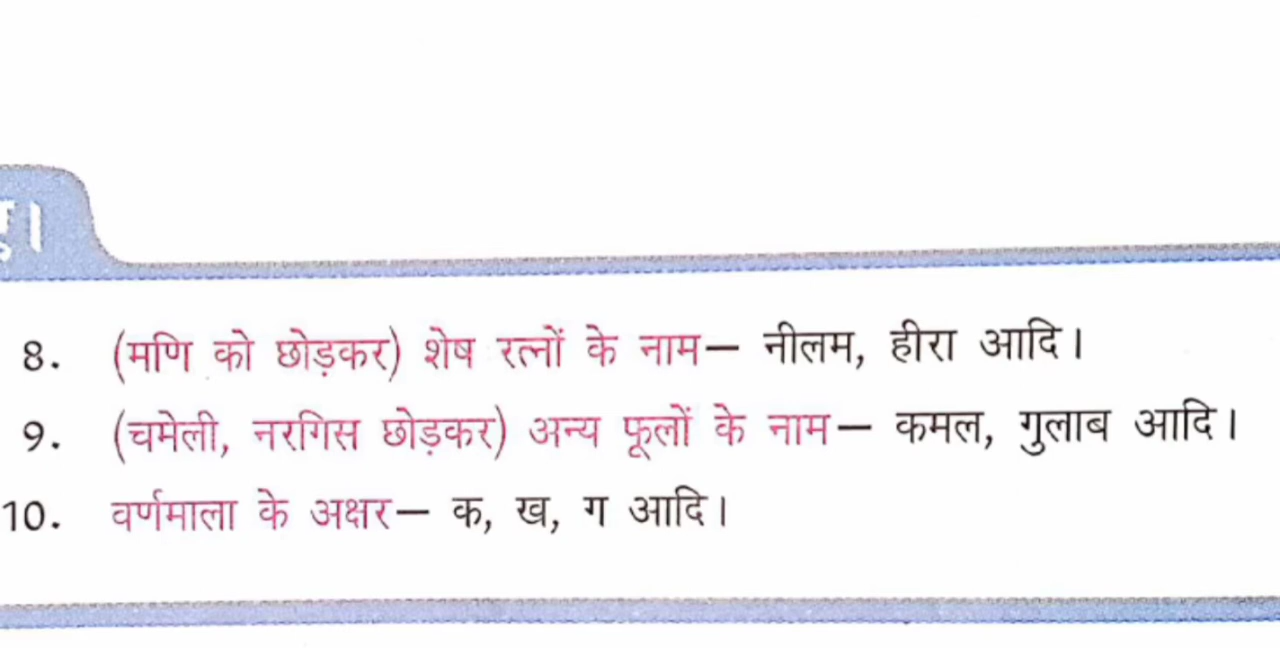 8. (मणि को छोड़कर) शेष रत्नों के नाम— नीलम, हीरा आदि।
9. (चमेली, नरगिस छोड़कर) अन्य फूलों के नाम— कमल, गुलाब आदि।
10. वर्णमाला के अक्षर— क, ख, ग आदि।